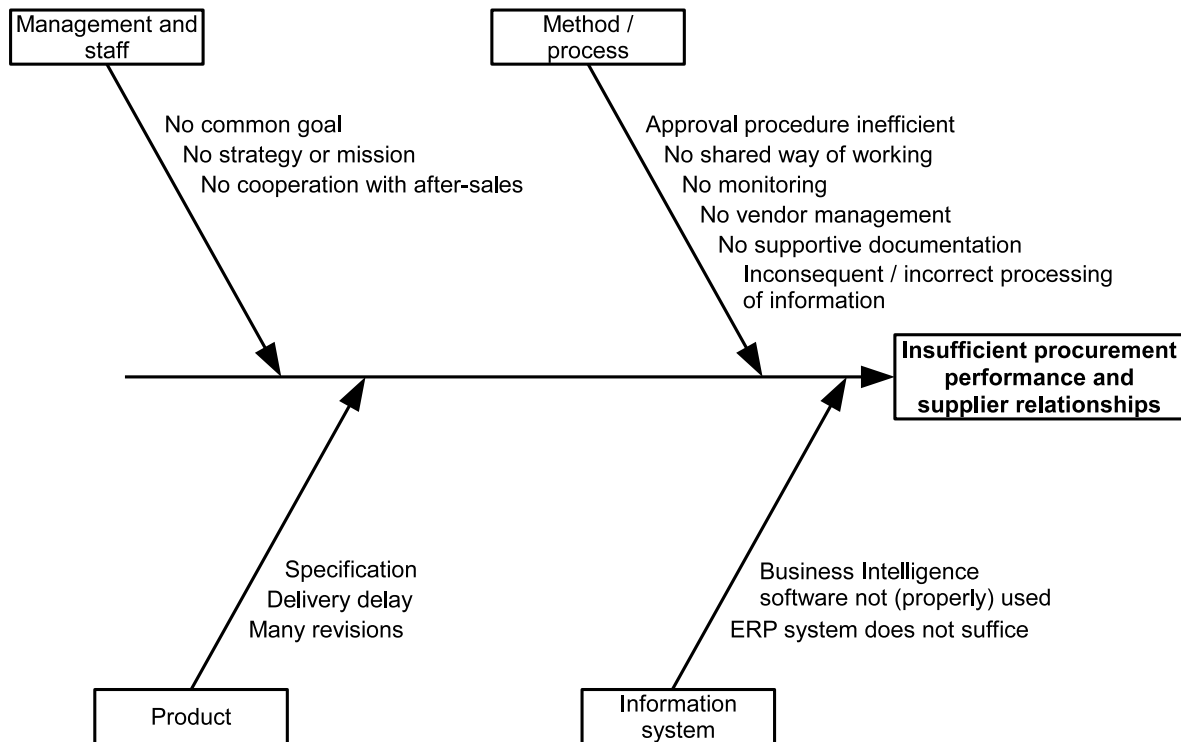 Management and
staff
Method /
process
No common goal
No strategy or mission
No cooperation with after-sales
Approval procedure inefficient
No shared way of working
No monitoring
No vendor management
No supportive documentation
Inconsequent / incorrect processing
of information
Insufficient procurement
performance and
supplier relationships
Specification
Delivery delay
Many revisions
Business Intelligence
software not (properly) used
ERP system does not suffice
Product
Information
system